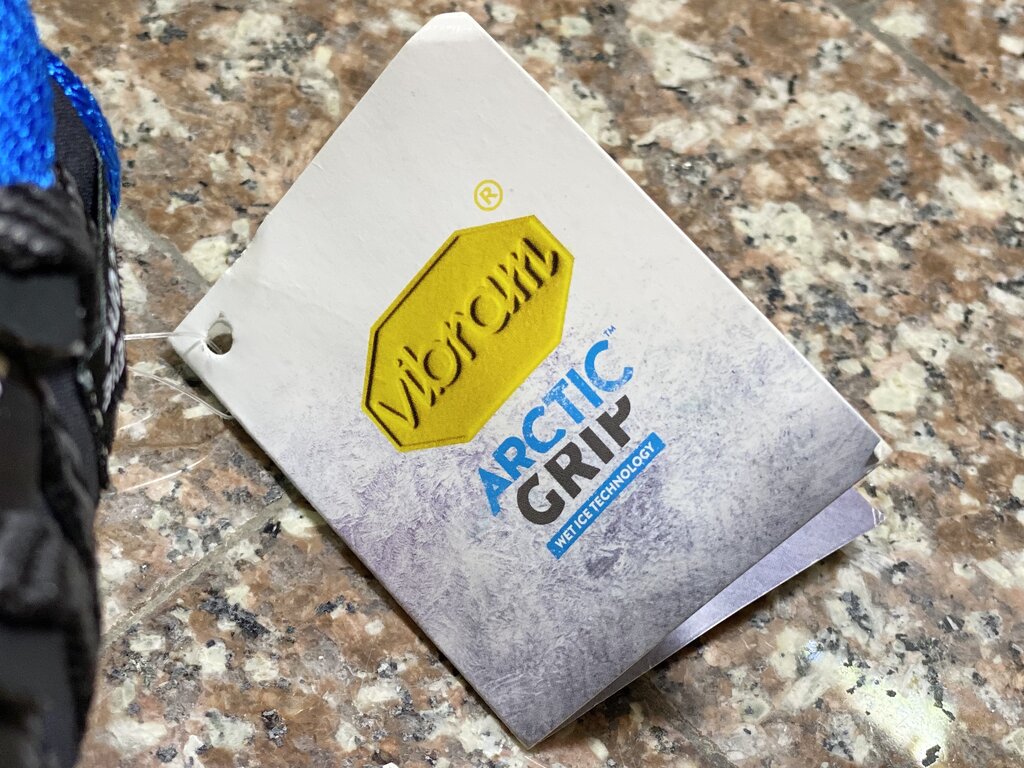 ®
vibram
ARCTIC™
GRIP
WET ICE TECHNOLOGY